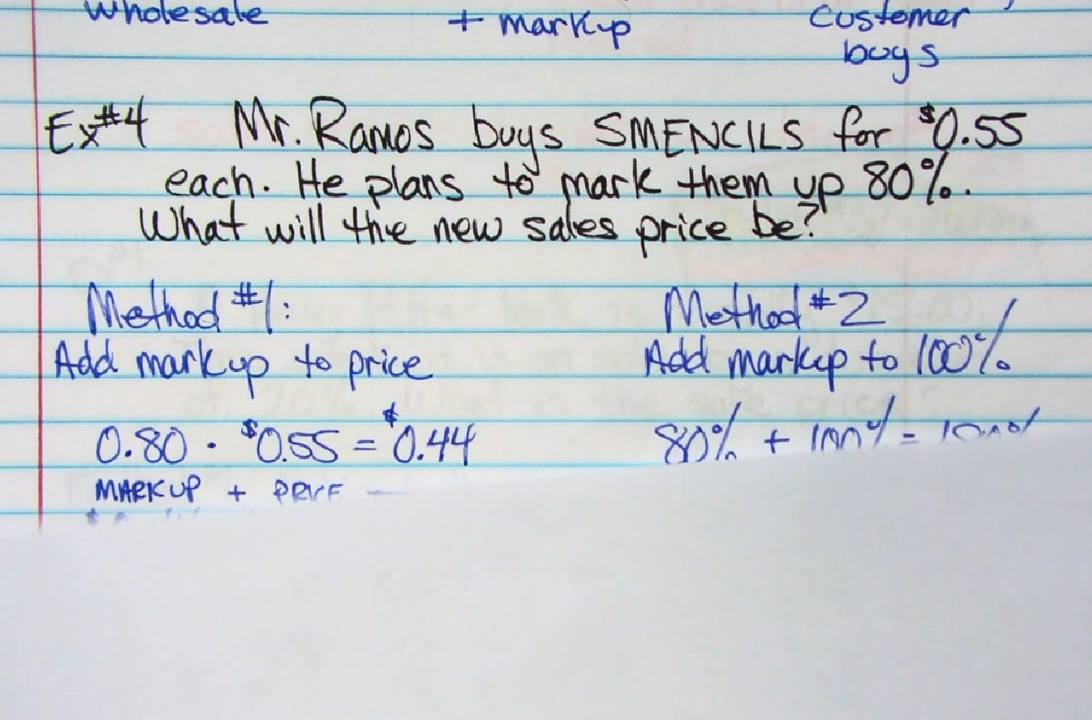 wholesale + markup customer
buys
Ex#4 Mr. Ramos buys SMENCILS for $0.55
each. He plans to mark them up 80%.
What will the new sales price be?
Method #1: Method #2
Add markup to price Add markup to 100%
0.80 · $0.55 = $0.44 80% + 100% =
MARKUP + PRICE